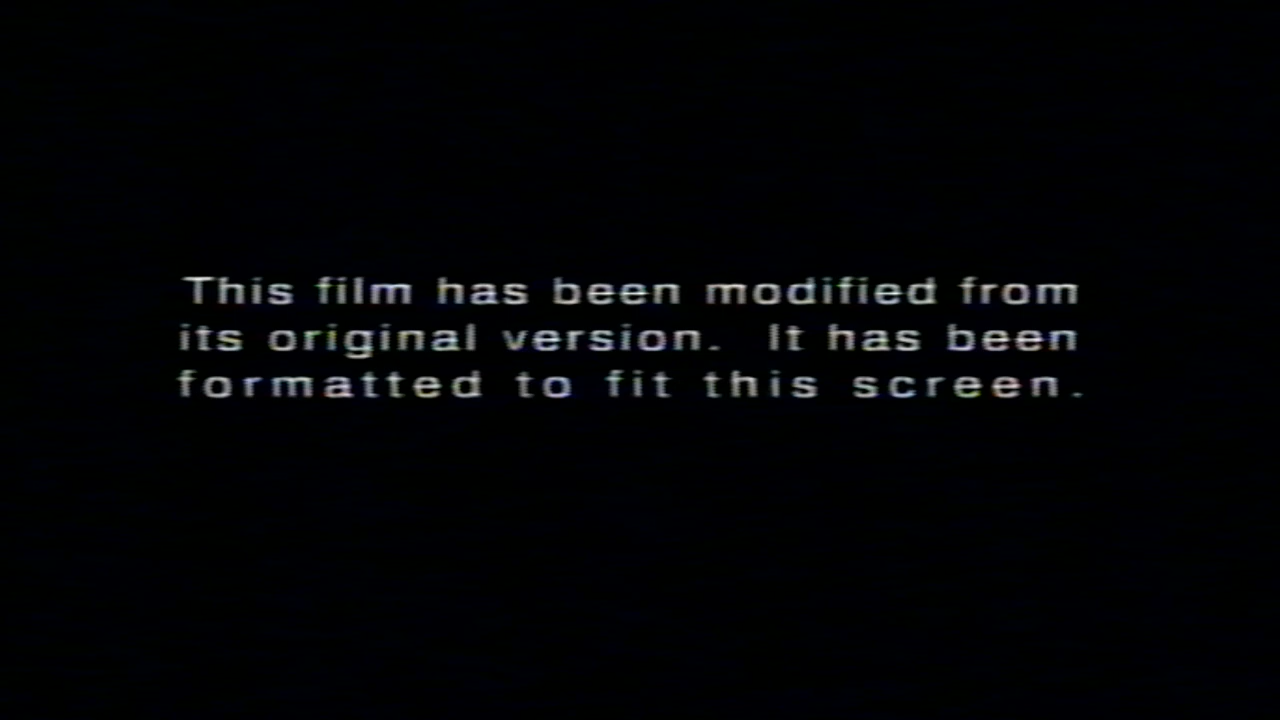 This film has been modified from
its original version.  It has been
formatted to fit this screen.